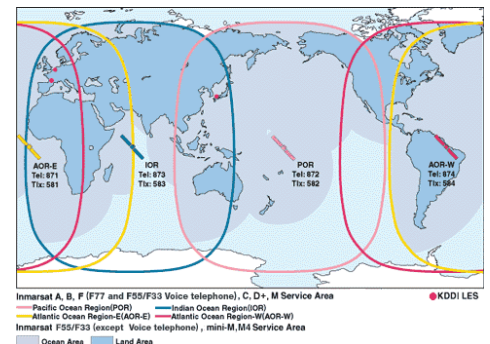 AOR-E
Tel: 871
Tlx: 581
IOR
Tel: 873
Tlx: 583
POR
Tel: 872
Tlx: 582
AOR-W
Tel: 874
Tlx: 584
Inmarsat A, B, F (F77 and F55/F33 Voice telephone), C, D+, M Service Area
KDDI LES
Pacific Ocean Region(POR) Indian Ocean Region(IOR)
Atlantic Ocean Region-E(AOR-E) Atlantic Ocean Region-W(AOR-W)
Inmarsat F55/F33 (except Voice telephone) , mini-M,M4 Service Area
Ocean Area Land Area